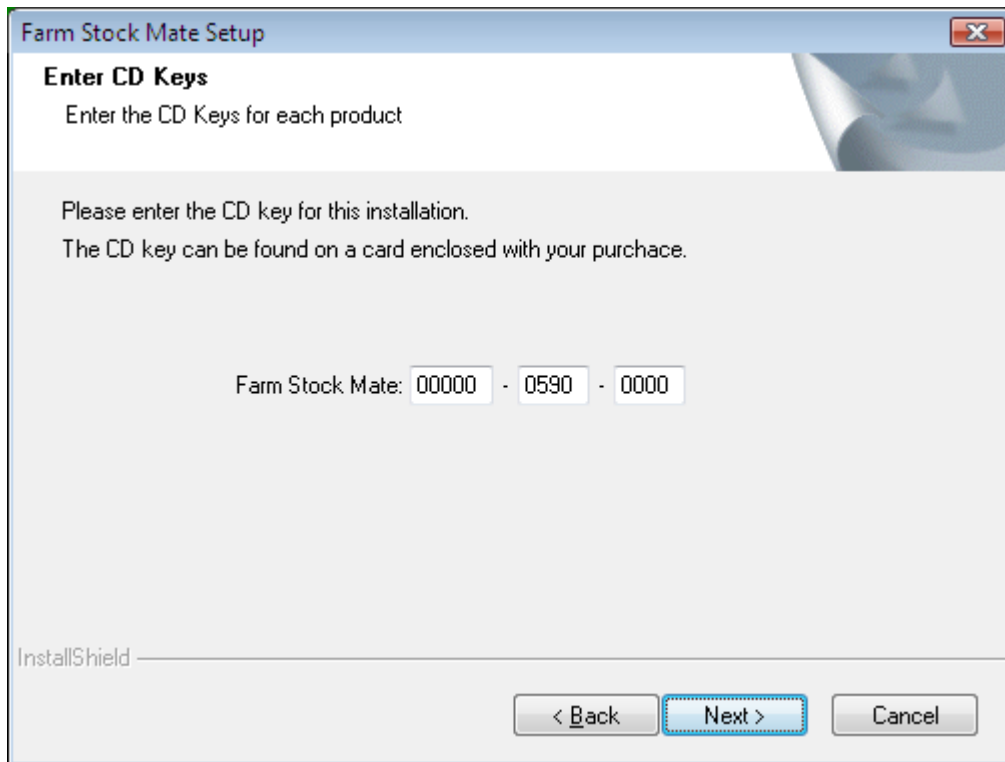 Farm Stock Mate Setup
Enter CD Keys
Enter the CD Keys for each product
Please enter the CD key for this installation.
The CD key can be found on a card enclosed with your purchace.
Farm Stock Mate: 00000 - 0590 - 0000
InstallShield
< Back Next > Cancel